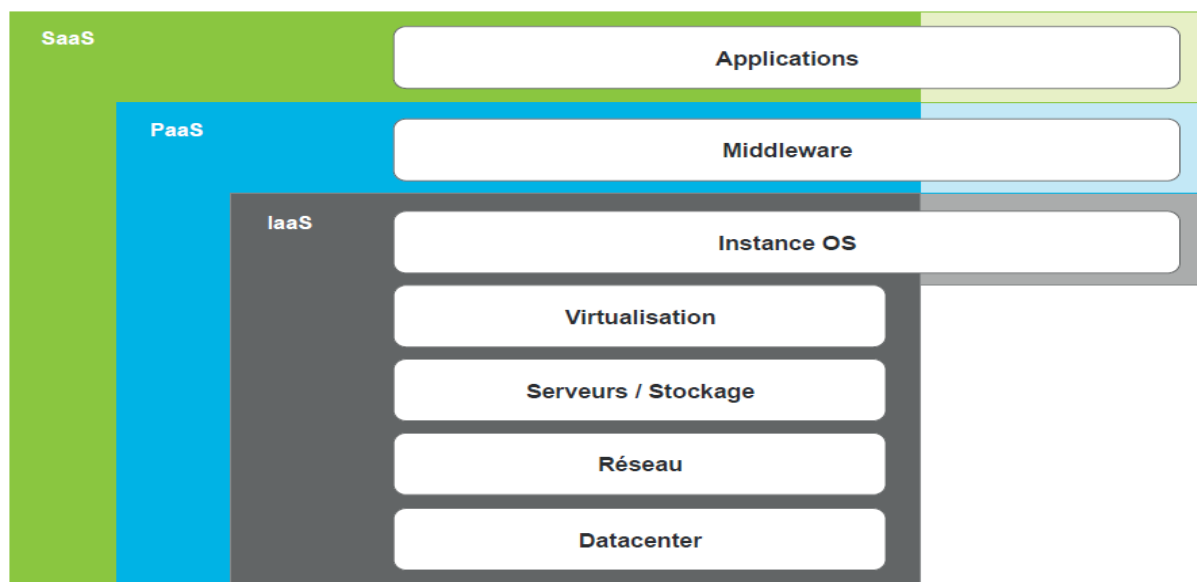 SaaS
Applications
PaaS
Middleware
IaaS
Instance OS
Virtualisation
Serveurs / Stockage
Réseau
Datacenter